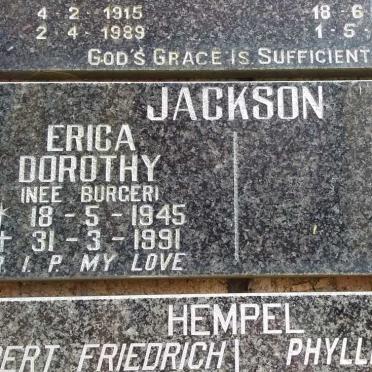 4 - 2 - 1915 18 - 6
2 - 4 - 1989 1 - 5 -
GOD'S GRACE IS SUFFICIENT
JACKSON
ERICA
DOROTHY
(NEE BURGER)
* 18 - 5 - 1945
+ 31 - 3 - 1991
R. I. P. MY LOVE
HEMPEL
FRIEDRICH